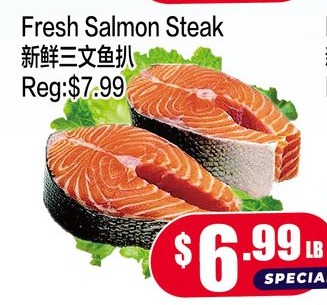 Fresh Salmon Steak
新鲜三文鱼扒
Reg:$7.99
$6.99 LB
SPECIA